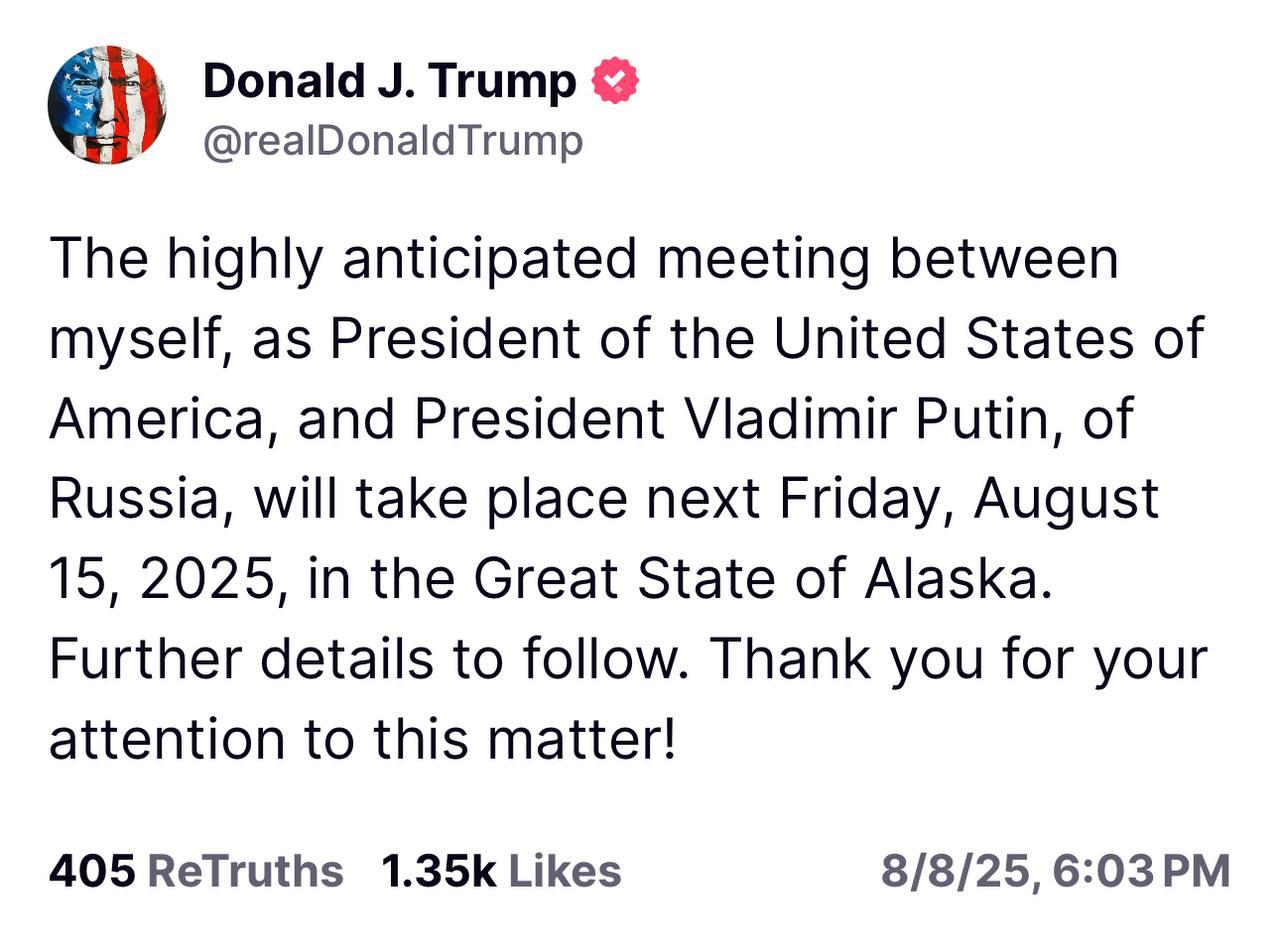 Donald J. Trump
@realDonaldTrump
The highly anticipated meeting between
myself, as President of the United States of
America, and President Vladimir Putin, of
Russia, will take place next Friday, August
15, 2025, in the Great State of Alaska.
Further details to follow. Thank you for your
attention to this matter!
405 ReTruths 1.35k Likes 8/8/25, 6:03 PM